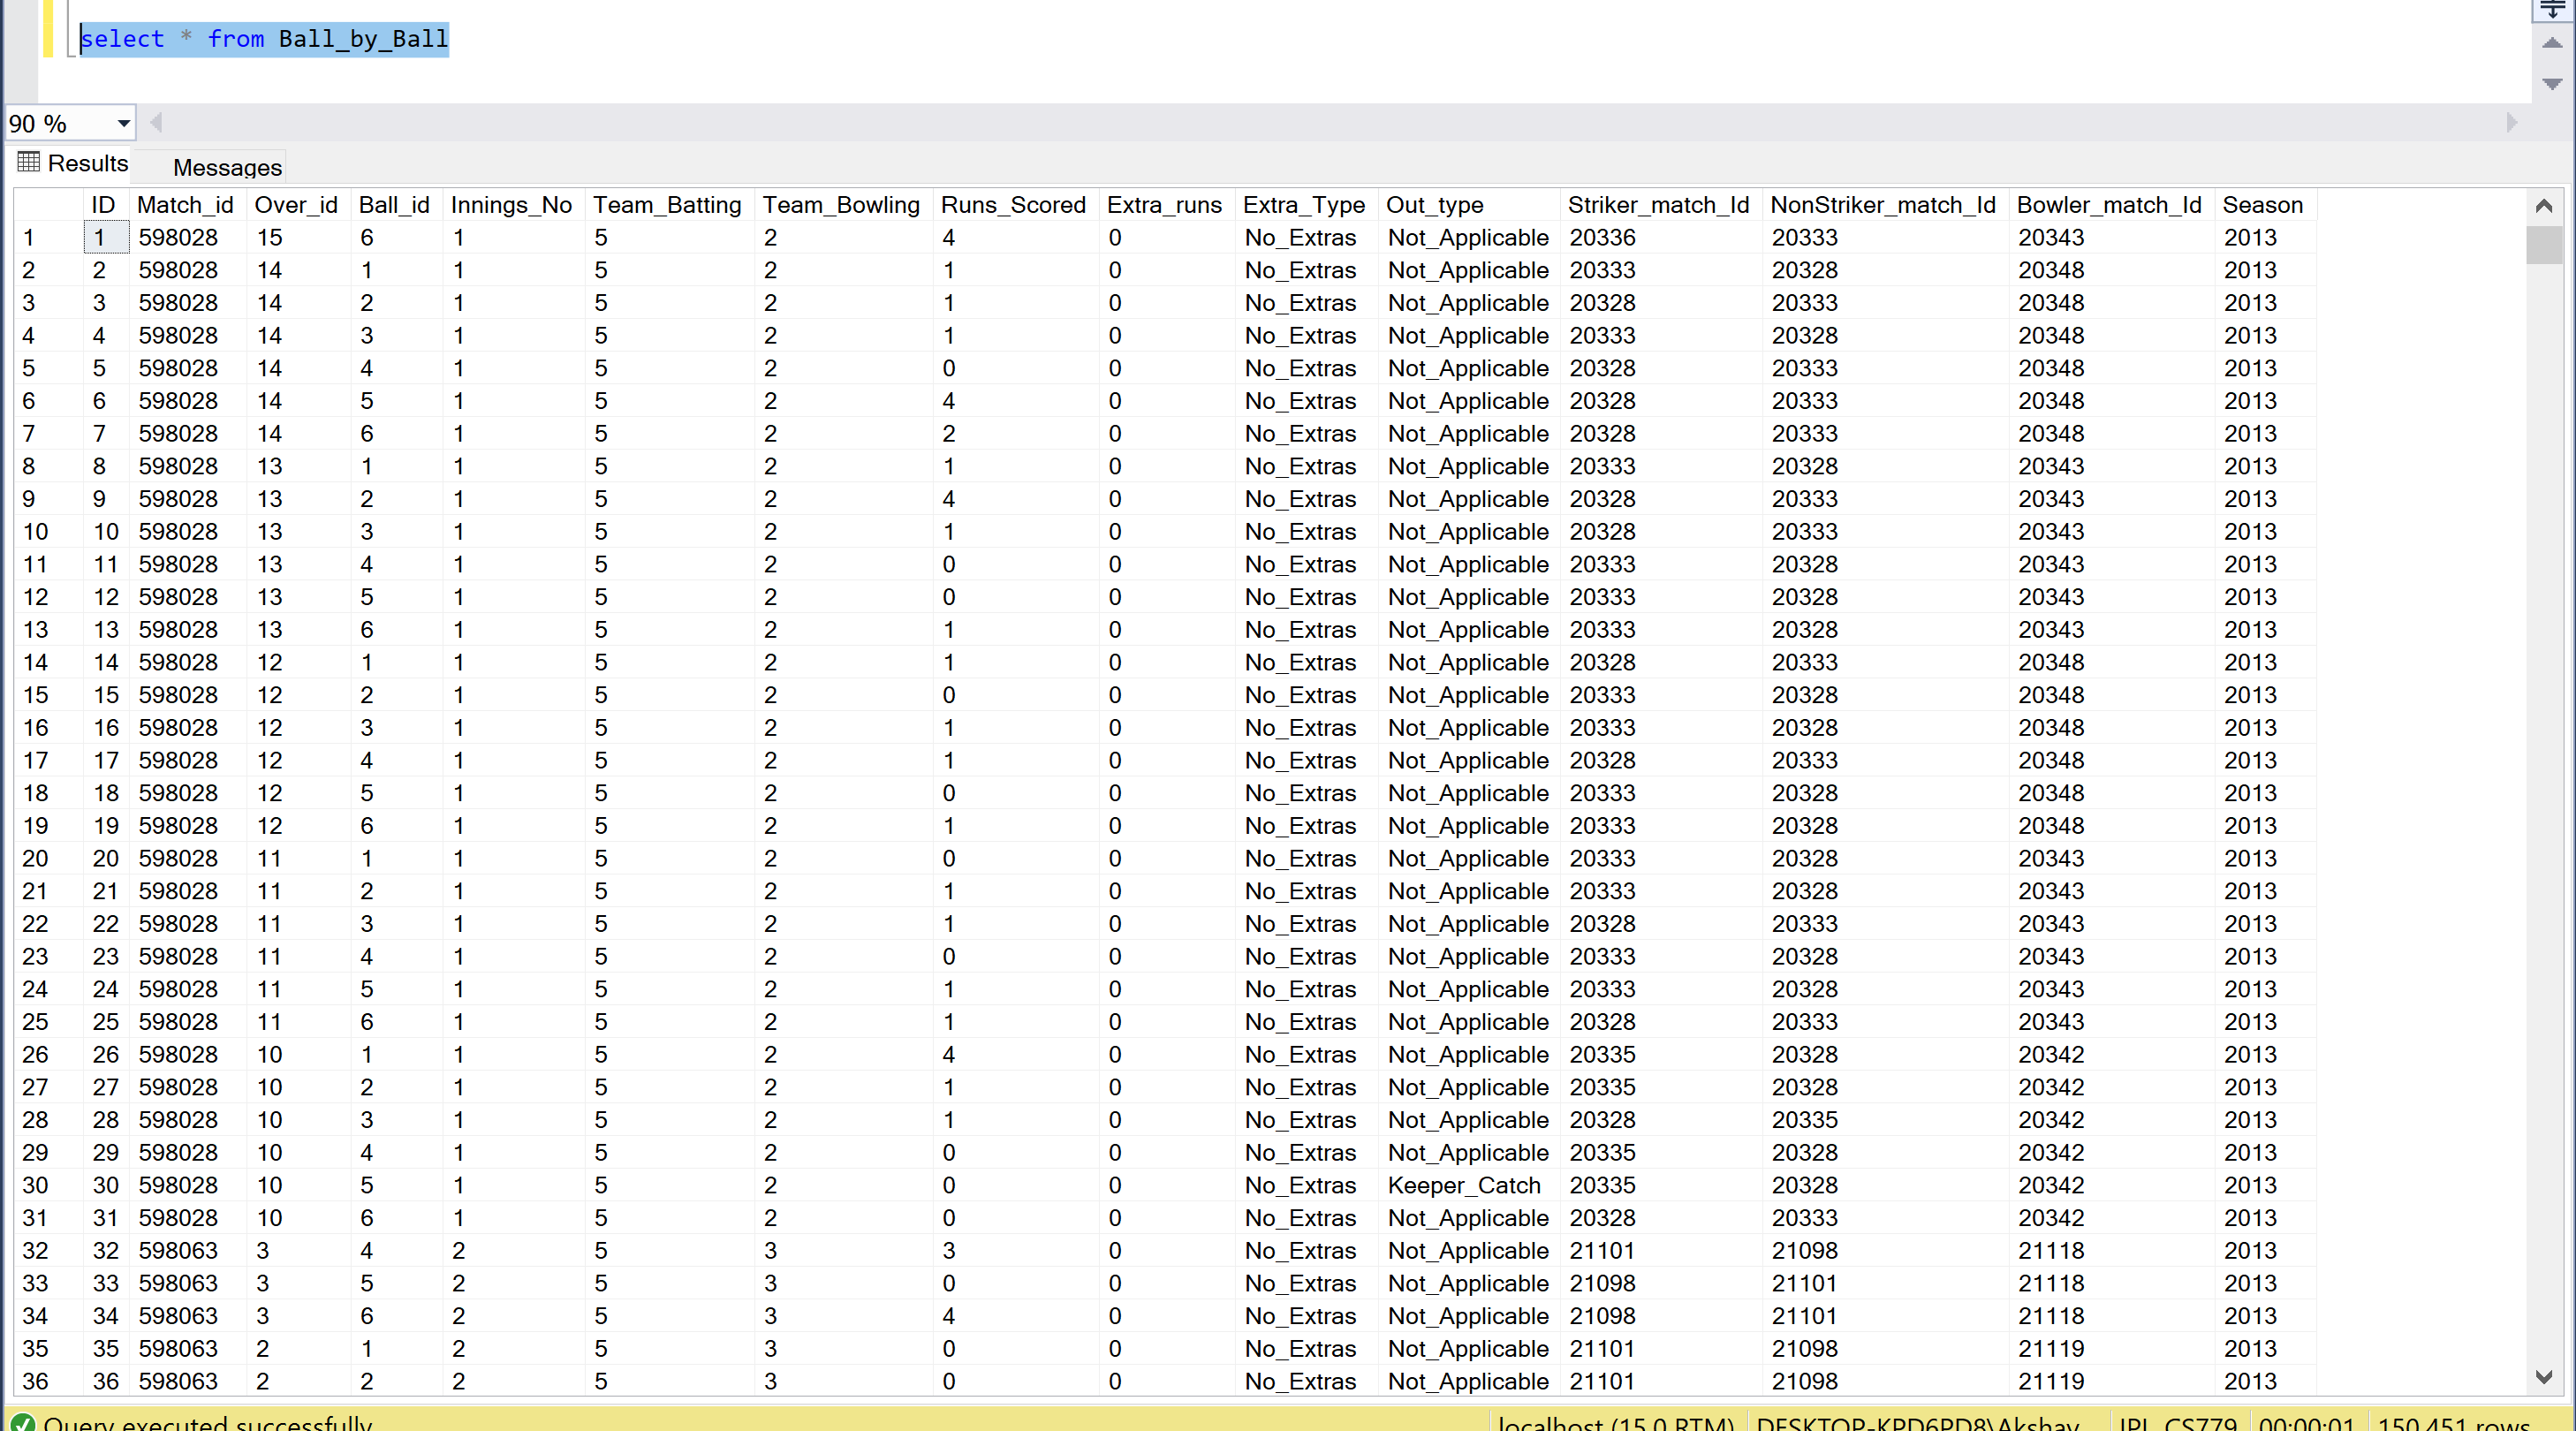 select * from Ball_by_Ball
90 %
Results Messages
ID Match_id Over_id Ball_id Innings_No Team_Batting Team_Bowling Runs_Scored Extra_runs Extra_Type Out_type Striker_match_Id NonStriker_match_Id Bowler_match_Id Season
1 1 598028 15 6 1 5 2 4 0 No_Extras Not_Applicable 20336 20333 20343 2013
2 2 598028 14 1 1 5 2 1 0 No_Extras Not_Applicable 20333 20328 20348 2013
3 3 598028 14 2 1 5 2 1 0 No_Extras Not_Applicable 20328 20333 20348 2013
4 4 598028 14 3 1 5 2 1 0 No_Extras Not_Applicable 20333 20328 20348 2013
5 5 598028 14 4 1 5 2 0 0 No_Extras Not_Applicable 20328 20333 20348 2013
6 6 598028 14 5 1 5 2 4 0 No_Extras Not_Applicable 20328 20333 20348 2013
7 7 598028 14 6 1 5 2 2 0 No_Extras Not_Applicable 20328 20333 20348 2013
8 8 598028 13 1 1 5 2 1 0 No_Extras Not_Applicable 20333 20328 20343 2013
9 9 598028 13 2 1 5 2 4 0 No_Extras Not_Applicable 20328 20333 20343 2013
10 10 598028 13 3 1 5 2 1 0 No_Extras Not_Applicable 20328 20333 20343 2013
11 11 598028 13 4 1 5 2 0 0 No_Extras Not_Applicable 20333 20328 20343 2013
12 12 598028 13 5 1 5 2 0 0 No_Extras Not_Applicable 20333 20328 20343 2013
13 13 598028 13 6 1 5 2 1 0 No_Extras Not_Applicable 20333 20328 20343 2013
14 14 598028 12 1 1 5 2 1 0 No_Extras Not_Applicable 20328 20333 20348 2013
15 15 598028 12 2 1 5 2 0 0 No_Extras Not_Applicable 20333 20328 20348 2013
16 16 598028 12 3 1 5 2 1 0 No_Extras Not_Applicable 20333 20328 20348 2013
17 17 598028 12 4 1 5 2 1 0 No_Extras Not_Applicable 20328 20333 20348 2013
18 18 598028 12 5 1 5 2 0 0 No_Extras Not_Applicable 20333 20328 20348 2013
19 19 598028 12 6 1 5 2 1 0 No_Extras Not_Applicable 20333 20328 20348 2013
20 20 598028 11 1 1 5 2 0 0 No_Extras Not_Applicable 20333 20328 20343 2013
21 21 598028 11 2 1 5 2 1 0 No_Extras Not_Applicable 20333 20328 20343 2013
22 22 598028 11 3 1 5 2 1 0 No_Extras Not_Applicable 20328 20333 20343 2013
23 23 598028 11 4 1 5 2 0 0 No_Extras Not_Applicable 20333 20328 20343 2013
24 24 598028 11 5 1 5 2 1 0 No_Extras Not_Applicable 20333 20328 20343 2013
25 25 598028 11 6 1 5 2 1 0 No_Extras Not_Applicable 20328 20333 20343 2013
26 26 598028 10 1 1 5 2 4 0 No_Extras Not_Applicable 20335 20328 20342 2013
27 27 598028 10 2 1 5 2 1 0 No_Extras Not_Applicable 20335 20328 20342 2013
28 28 598028 10 3 1 5 2 1 0 No_Extras Not_Applicable 20328 20335 20342 2013
29 29 598028 10 4 1 5 2 0 0 No_Extras Not_Applicable 20335 20328 20342 2013
30 30 598028 10 5 1 5 2 0 0 No_Extras Keeper_Catch 20335 20328 20342 2013
31 31 598028 10 6 1 5 2 0 0 No_Extras Not_Applicable 20328 20333 20342 2013
32 32 598063 3 4 2 5 3 3 0 No_Extras Not_Applicable 21101 21098 21118 2013
33 33 598063 3 5 2 5 3 0 0 No_Extras Not_Applicable 21098 21101 21118 2013
34 34 598063 3 6 2 5 3 4 0 No_Extras Not_Applicable 21098 21101 21118 2013
35 35 598063 2 1 2 5 3 0 0 No_Extras Not_Applicable 21101 21098 21119 2013
36 36 598063 2 2 2 5 3 0 0 No_Extras Not_Applicable 21101 21098 21119 2013
Query executed successfully localhost (15.0 RTM) DESKTOP-KPD6PD8\Akshay IPL_CS779 00:00:01 150,451 rows